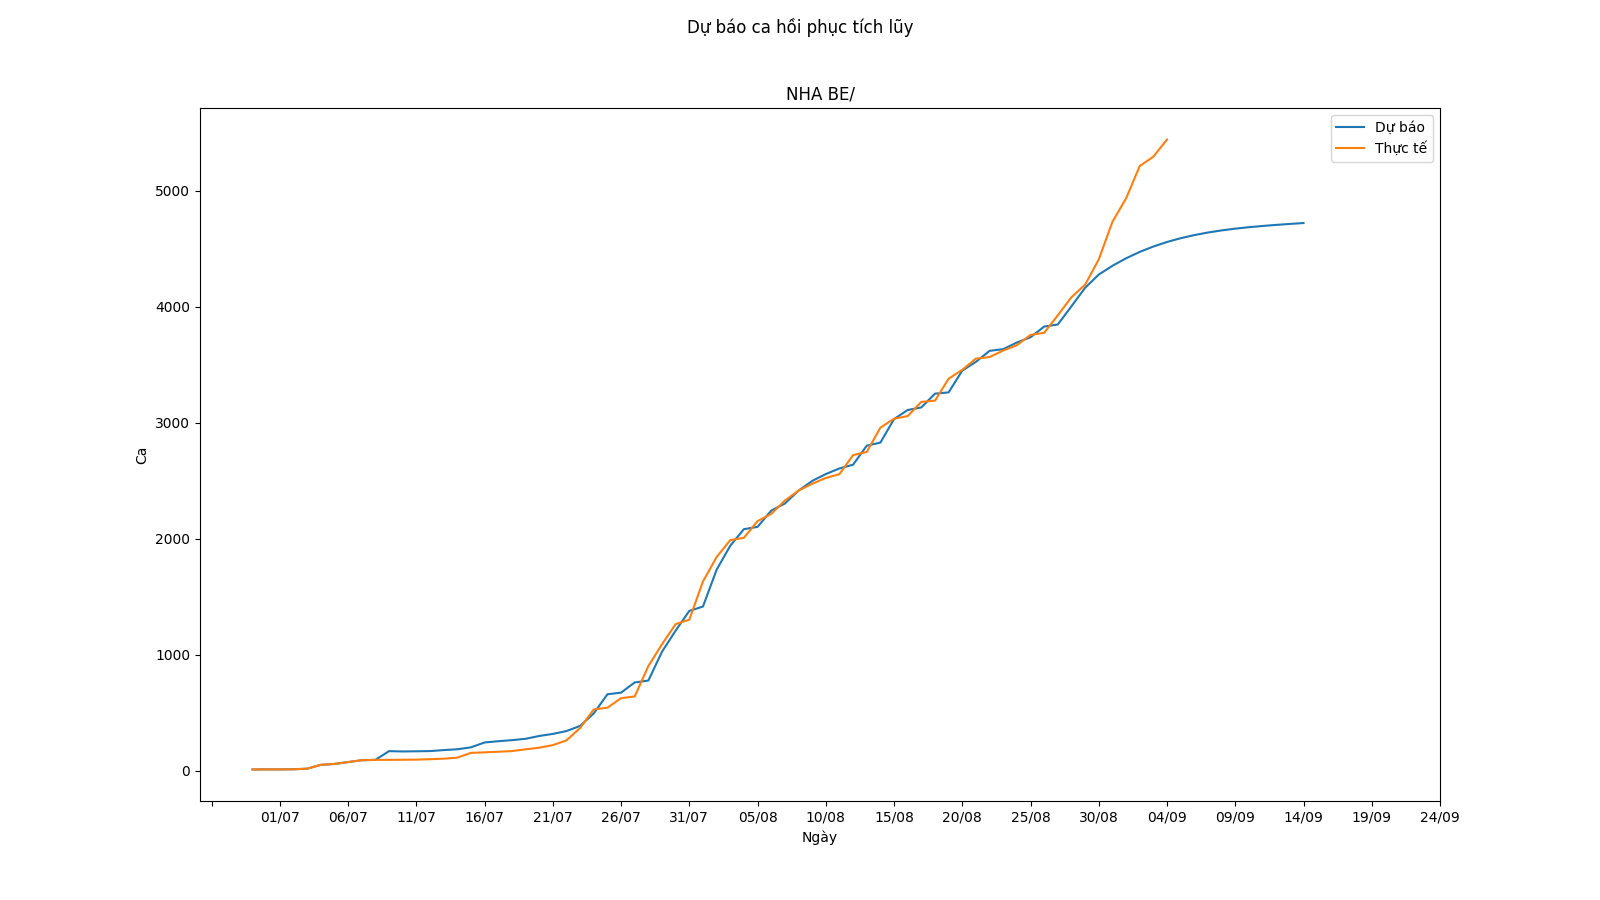 Dự báo ca hồi phục tích lũy
NHA BE/
Dự báo
Thực tế
5000
4000
3000
2000
1000
0
Ca
01/07 06/07 11/07 16/07 21/07 26/07 31/07 05/08 10/08 15/08 20/08 25/08 30/08 04/09 09/09 14/09 19/09 24/09
Ngày